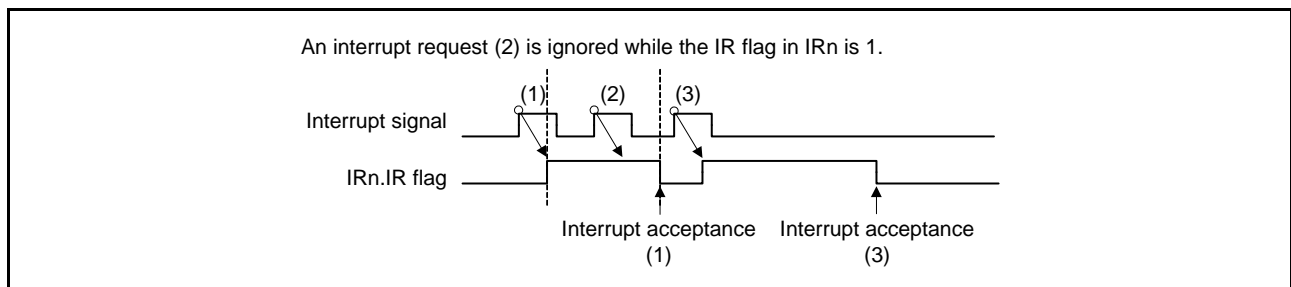 An interrupt request (2) is ignored while the IR flag in IRn is 1.
(1) (2) (3)
Interrupt signal
IRn.IR flag
Interrupt acceptance Interrupt acceptance
(1) (3)